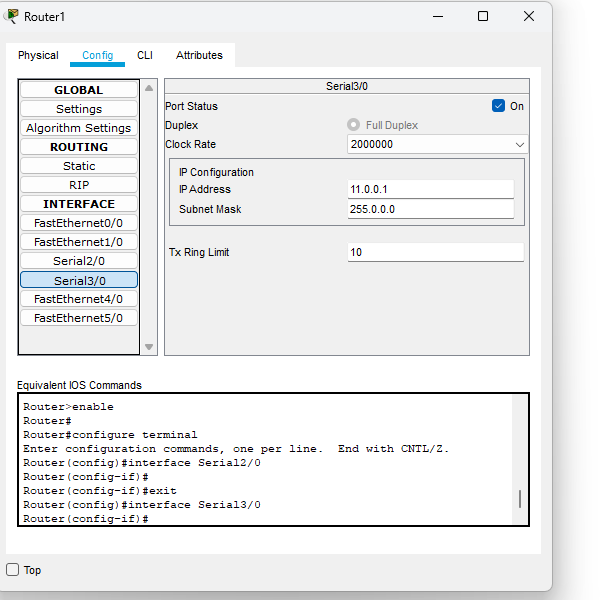 Router1
Physical Config CLI Attributes
GLOBAL
Settings
Algorithm Settings
ROUTING
Static
RIP
INTERFACE
FastEthernet0/0
FastEthernet1/0
Serial2/0
Serial3/0
FastEthernet4/0
FastEthernet5/0
Serial3/0
Port Status On
Duplex Full Duplex
Clock Rate 2000000
IP Configuration
IP Address 11.0.0.1
Subnet Mask 255.0.0.0
Tx Ring Limit 10
Equivalent IOS Commands
Router>enable
Router#
Router#configure terminal
Enter configuration commands, one per line.  End with CNTL/Z.
Router(config)#interface Serial2/0
Router(config-if)#
Router(config-if)#exit
Router(config)#interface Serial3/0
Router(config-if)#
Top